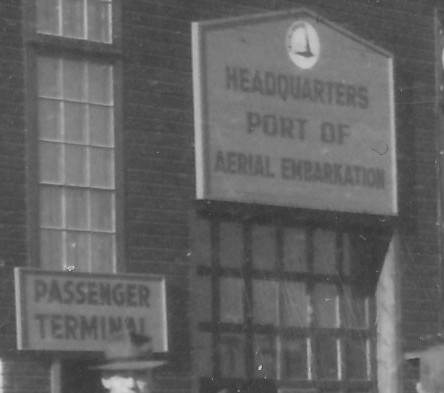 HEADQUARTERS
PORT OF
AERIAL EMBARKATION
PASSENGER
TERMINAL